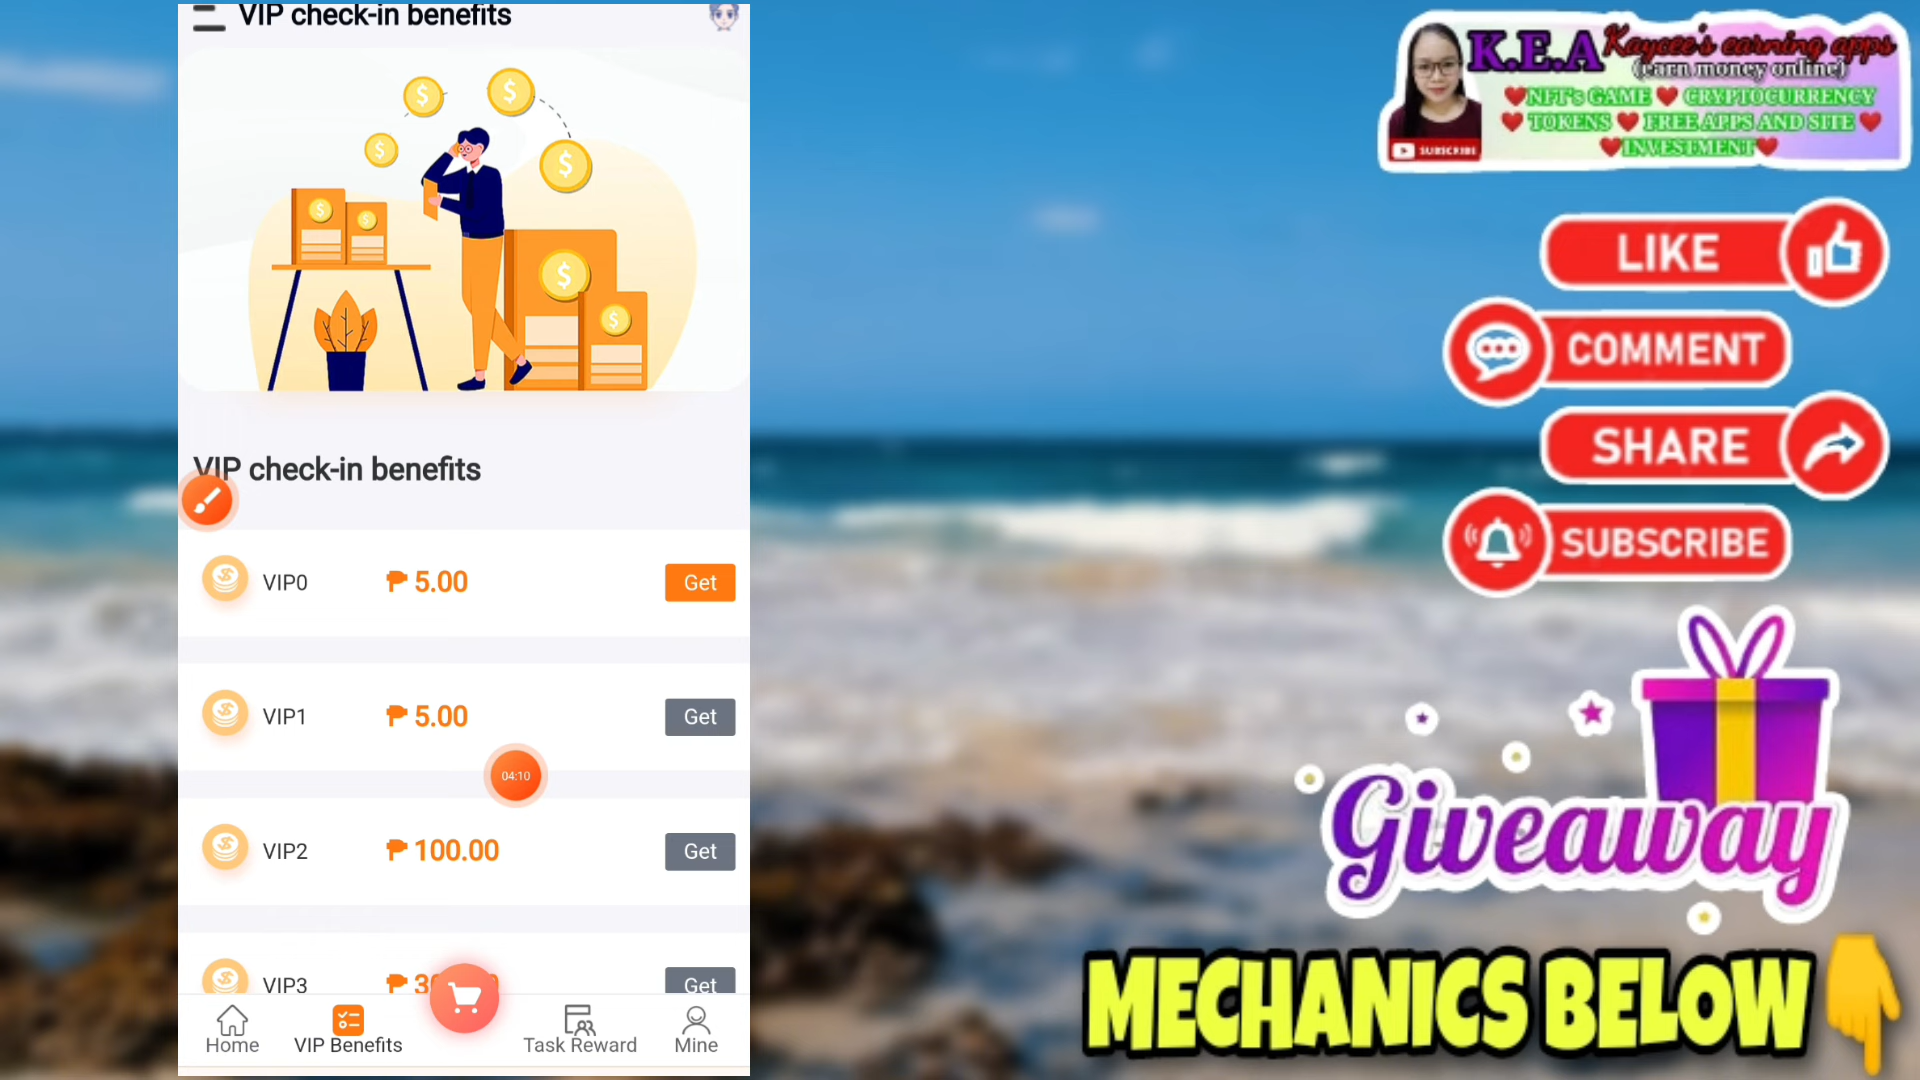 VIP check-in benefits
VIP check-in benefits
VIP0 ₱ 5.00 Get
VIP1 ₱ 5.00 Get
04:10
VIP2 ₱ 100.00 Get
VIP3 ₱ Get
Home VIP Benefits Task Reward Mine
K.E.A Kaycee's earning apps
(earn money online)
❤️NFT's GAME ❤️ CRYPTOCURRENCY
❤️ TOKENS ❤️ FREE APPS AND SITE ❤️
❤️INVESTMENT❤️
SUBSCRIBE
LIKE
COMMENT
SHARE
SUBSCRIBE
Giveaway
MECHANICS BELOW